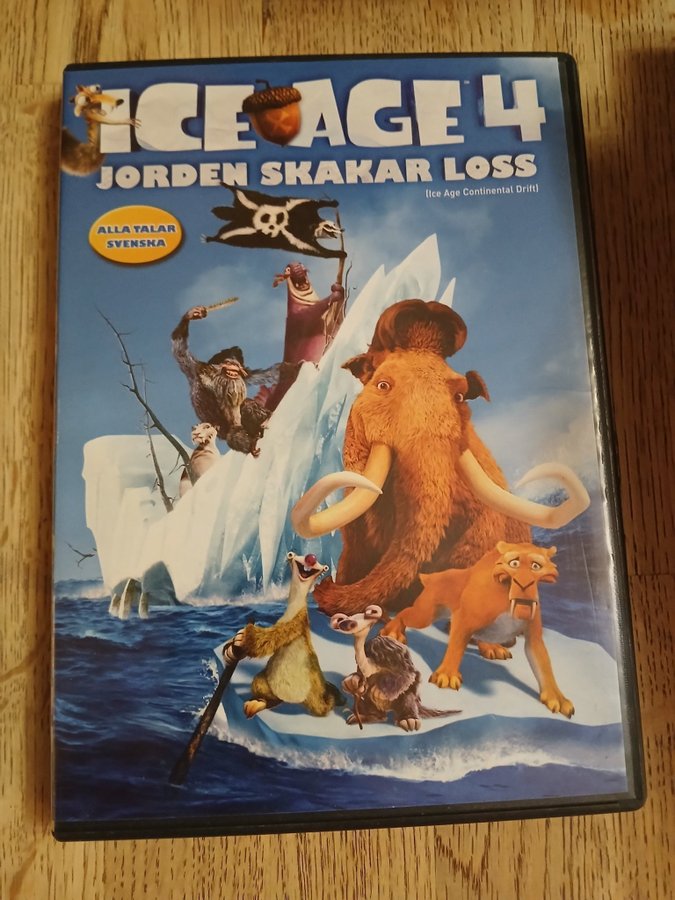 ICE AGE 4
JORDEN SKAKAR LOSS
(Ice Age Continental Drift)
ALLA TALAR
SVENSKA